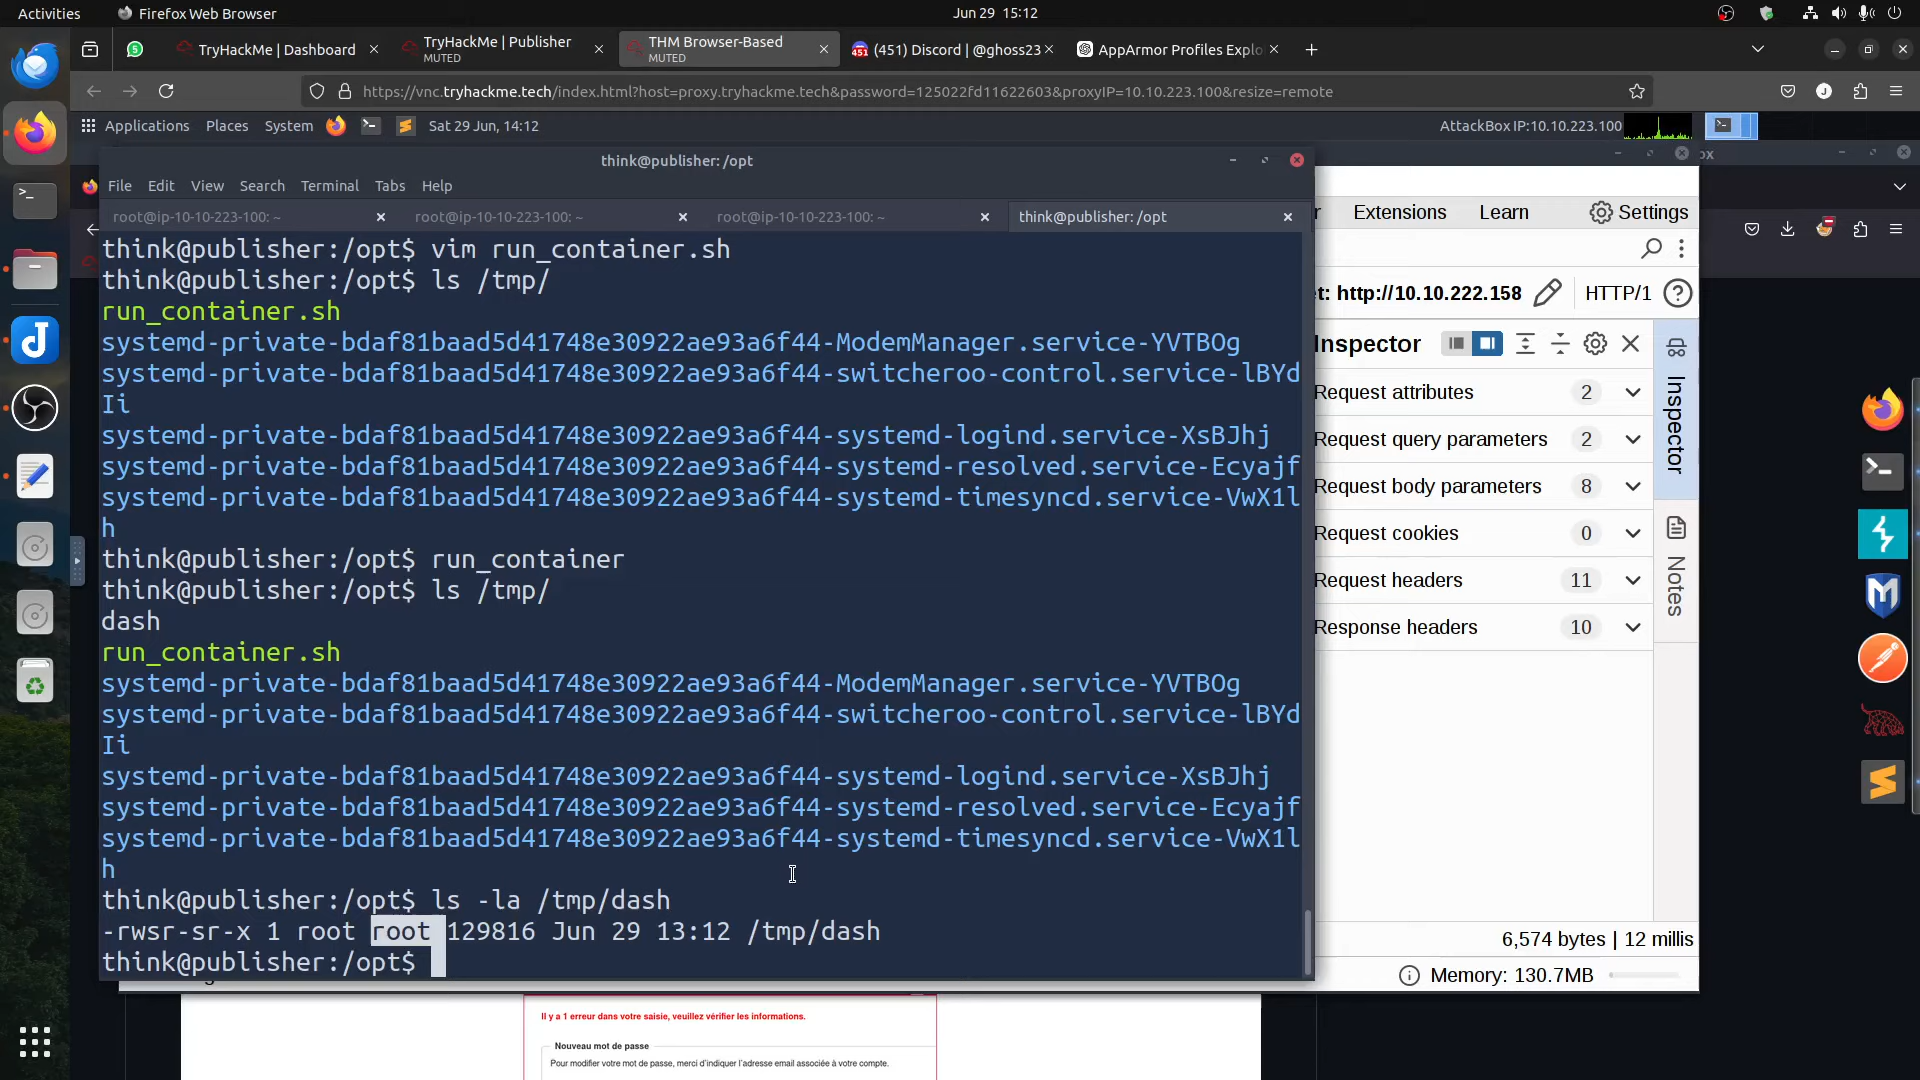 Activities
Firefox Web Browser
Jun 29 15:12
TryHackMe | Dashboard
TryHackMe | Publisher
MUTED
THM Browser-Based
MUTED
(451) Discord | @ghoss23
AppArmor Profiles Explo
https://vnc.tryhackme.tech/index.html?host=proxy.tryhackme.tech&password=125022fd11622603&proxyIP=10.10.223.100&resize=remote
Applications
Places
System
Sat 29 Jun, 14:12
AttackBox IP:10.10.223.100
think@publisher: /opt
ox
File
Edit
View
Search
Terminal
Tabs
Help
root@ip-10-10-223-100: ~
root@ip-10-10-223-100: ~
root@ip-10-10-223-100: ~
think@publisher: /opt
r
Extensions
Learn
Settings
think@publisher:/opt$ vim run_container.sh
think@publisher:/opt$ ls /tmp/
run_container.sh
systemd-private-bdaf81baad5d41748e30922ae93a6f44-ModemManager.service-YVTBOg
systemd-private-bdaf81baad5d41748e30922ae93a6f44-switcheroo-control.service-lBYd
Ii
systemd-private-bdaf81baad5d41748e30922ae93a6f44-systemd-logind.service-XsBJhj
systemd-private-bdaf81baad5d41748e30922ae93a6f44-systemd-resolved.service-Ecyajf
systemd-private-bdaf81baad5d41748e30922ae93a6f44-systemd-timesyncd.service-VwX1l
h
think@publisher:/opt$ run_container
think@publisher:/opt$ ls /tmp/
dash
run_container.sh
systemd-private-bdaf81baad5d41748e30922ae93a6f44-ModemManager.service-YVTBOg
systemd-private-bdaf81baad5d41748e30922ae93a6f44-switcheroo-control.service-lBYd
Ii
systemd-private-bdaf81baad5d41748e30922ae93a6f44-systemd-logind.service-XsBJhj
systemd-private-bdaf81baad5d41748e30922ae93a6f44-systemd-resolved.service-Ecyajf
systemd-private-bdaf81baad5d41748e30922ae93a6f44-systemd-timesyncd.service-VwX1l
h
think@publisher:/opt$ ls -la /tmp/dash
-rwsr-sr-x 1 root root 129816 Jun 29 13:12 /tmp/dash
think@publisher:/opt$
t: http://10.10.222.158
HTTP/1
Inspector
Request attributes
2
Request query parameters
2
Request body parameters
8
Request cookies
0
Request headers
11
Response headers
10
Inspector
Notes
6,574 bytes | 12 millis
Memory: 130.7MB
Il y a 1 erreur dans votre saisie, veuillez vérifier les informations.
Nouveau mot de passe
Pour modifier votre mot de passe, merci d'indiquer l'adresse email associée à votre compte.